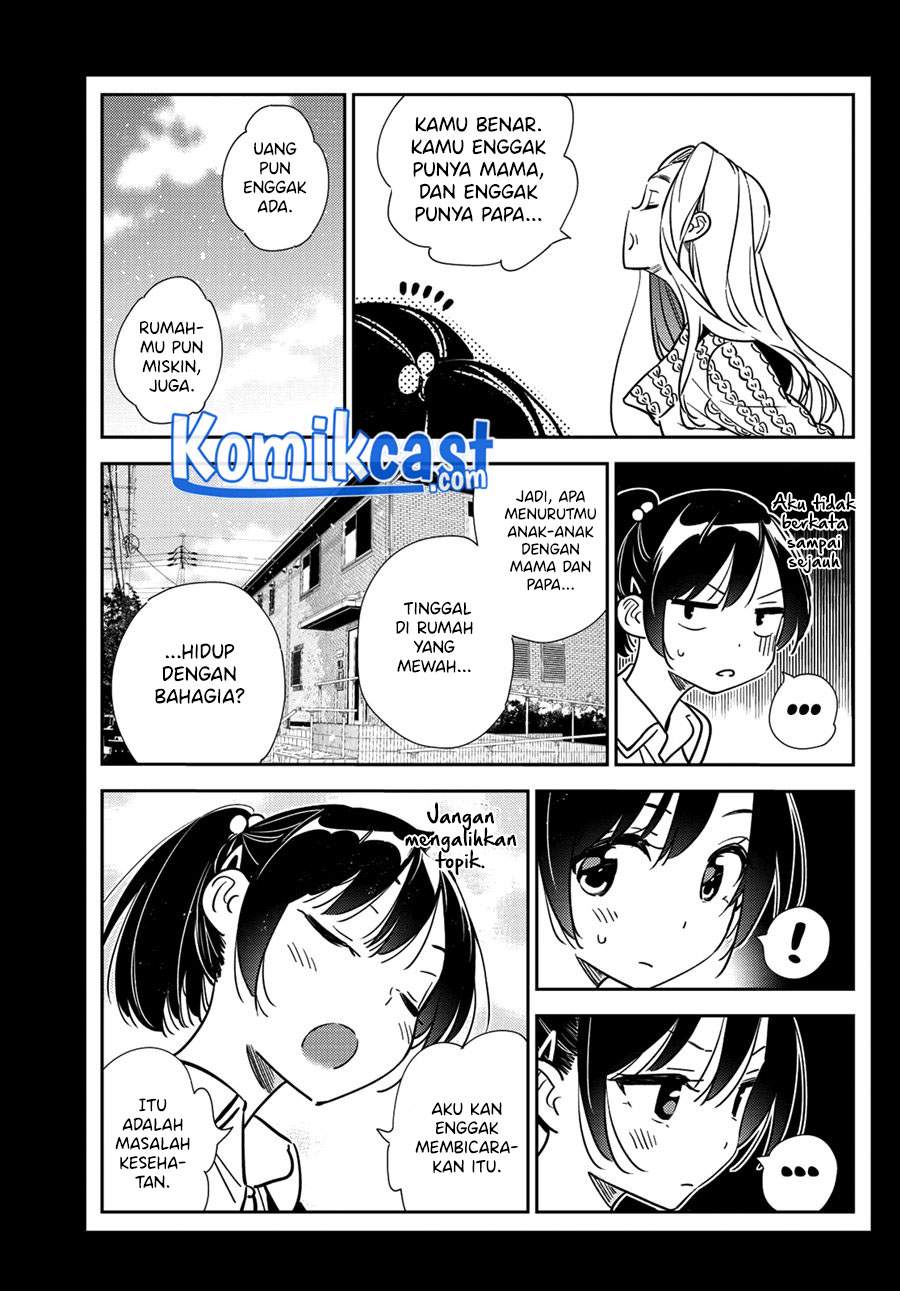 KAMU BENAR.
KAMU ENGGAK
PUNYA MAMA,
DAN ENGGAK
PUNYA PAPA...
UANG
PUN
ENGGAK
ADA.
RUMAH-
MU PUN
MISKIN,
JUGA.
Komikcast
.com
Aku tidak
berkata
sampai
sejauh
...
JADI, APA
MENURUTMU
ANAK-ANAK
DENGAN
MAMA DAN
PAPA...
TINGGAL
DI RUMAH
YANG
MEWAH...
...HIDUP
DENGAN
BAHAGIA?
!
...
Jangan
mengalihkan
topik.
AKU KAN
ENGGAK
MEMBICARA-
KAN ITU.
ITU
ADALAH
MASALAH
KESEHA-
TAN.